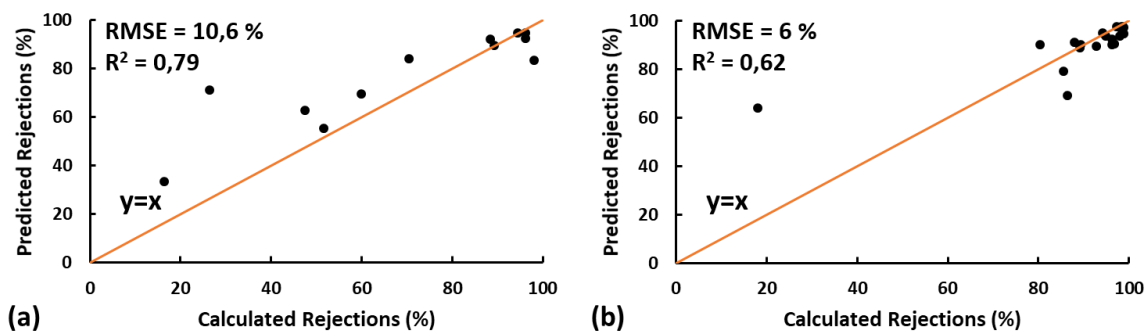 RMSE = 10,6 %
R² = 0,79
y=x
Predicted Rejections (%)
100
80
60
40
20
0
0 20 40 60 80 100
Calculated Rejections (%)
(a)
RMSE = 6 %
R² = 0,62
y=x
Predicted Rejections (%)
100
80
60
40
20
0
0 20 40 60 80 100
Calculated Rejections (%)
(b)